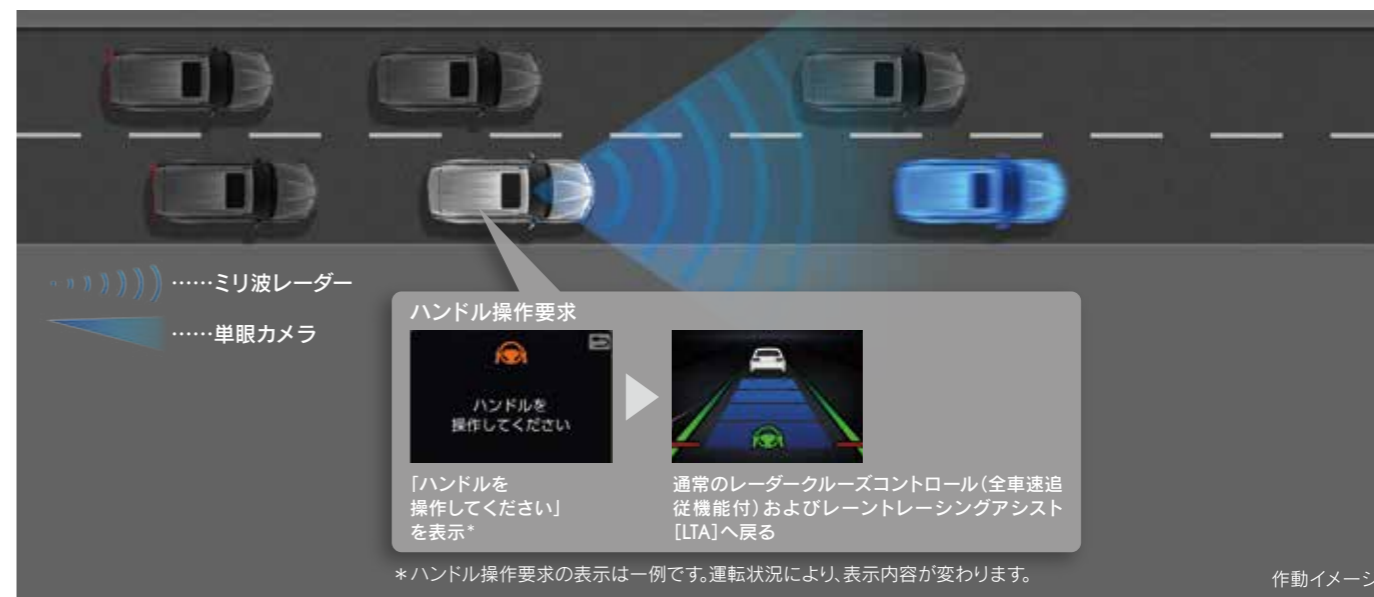 ……ミリ波レーダー
……単眼カメラ
ハンドル操作要求
ハンドルを
操作してください
「ハンドルを
操作してください」
を表示*
通常のレーダークルーズコントロール（全車速追
従機能付）およびレーントレーシングアシスト
[LTA]へ戻る
＊ハンドル操作要求の表示は一例です。運転状況により、表示内容が変わります。
作動イメージ